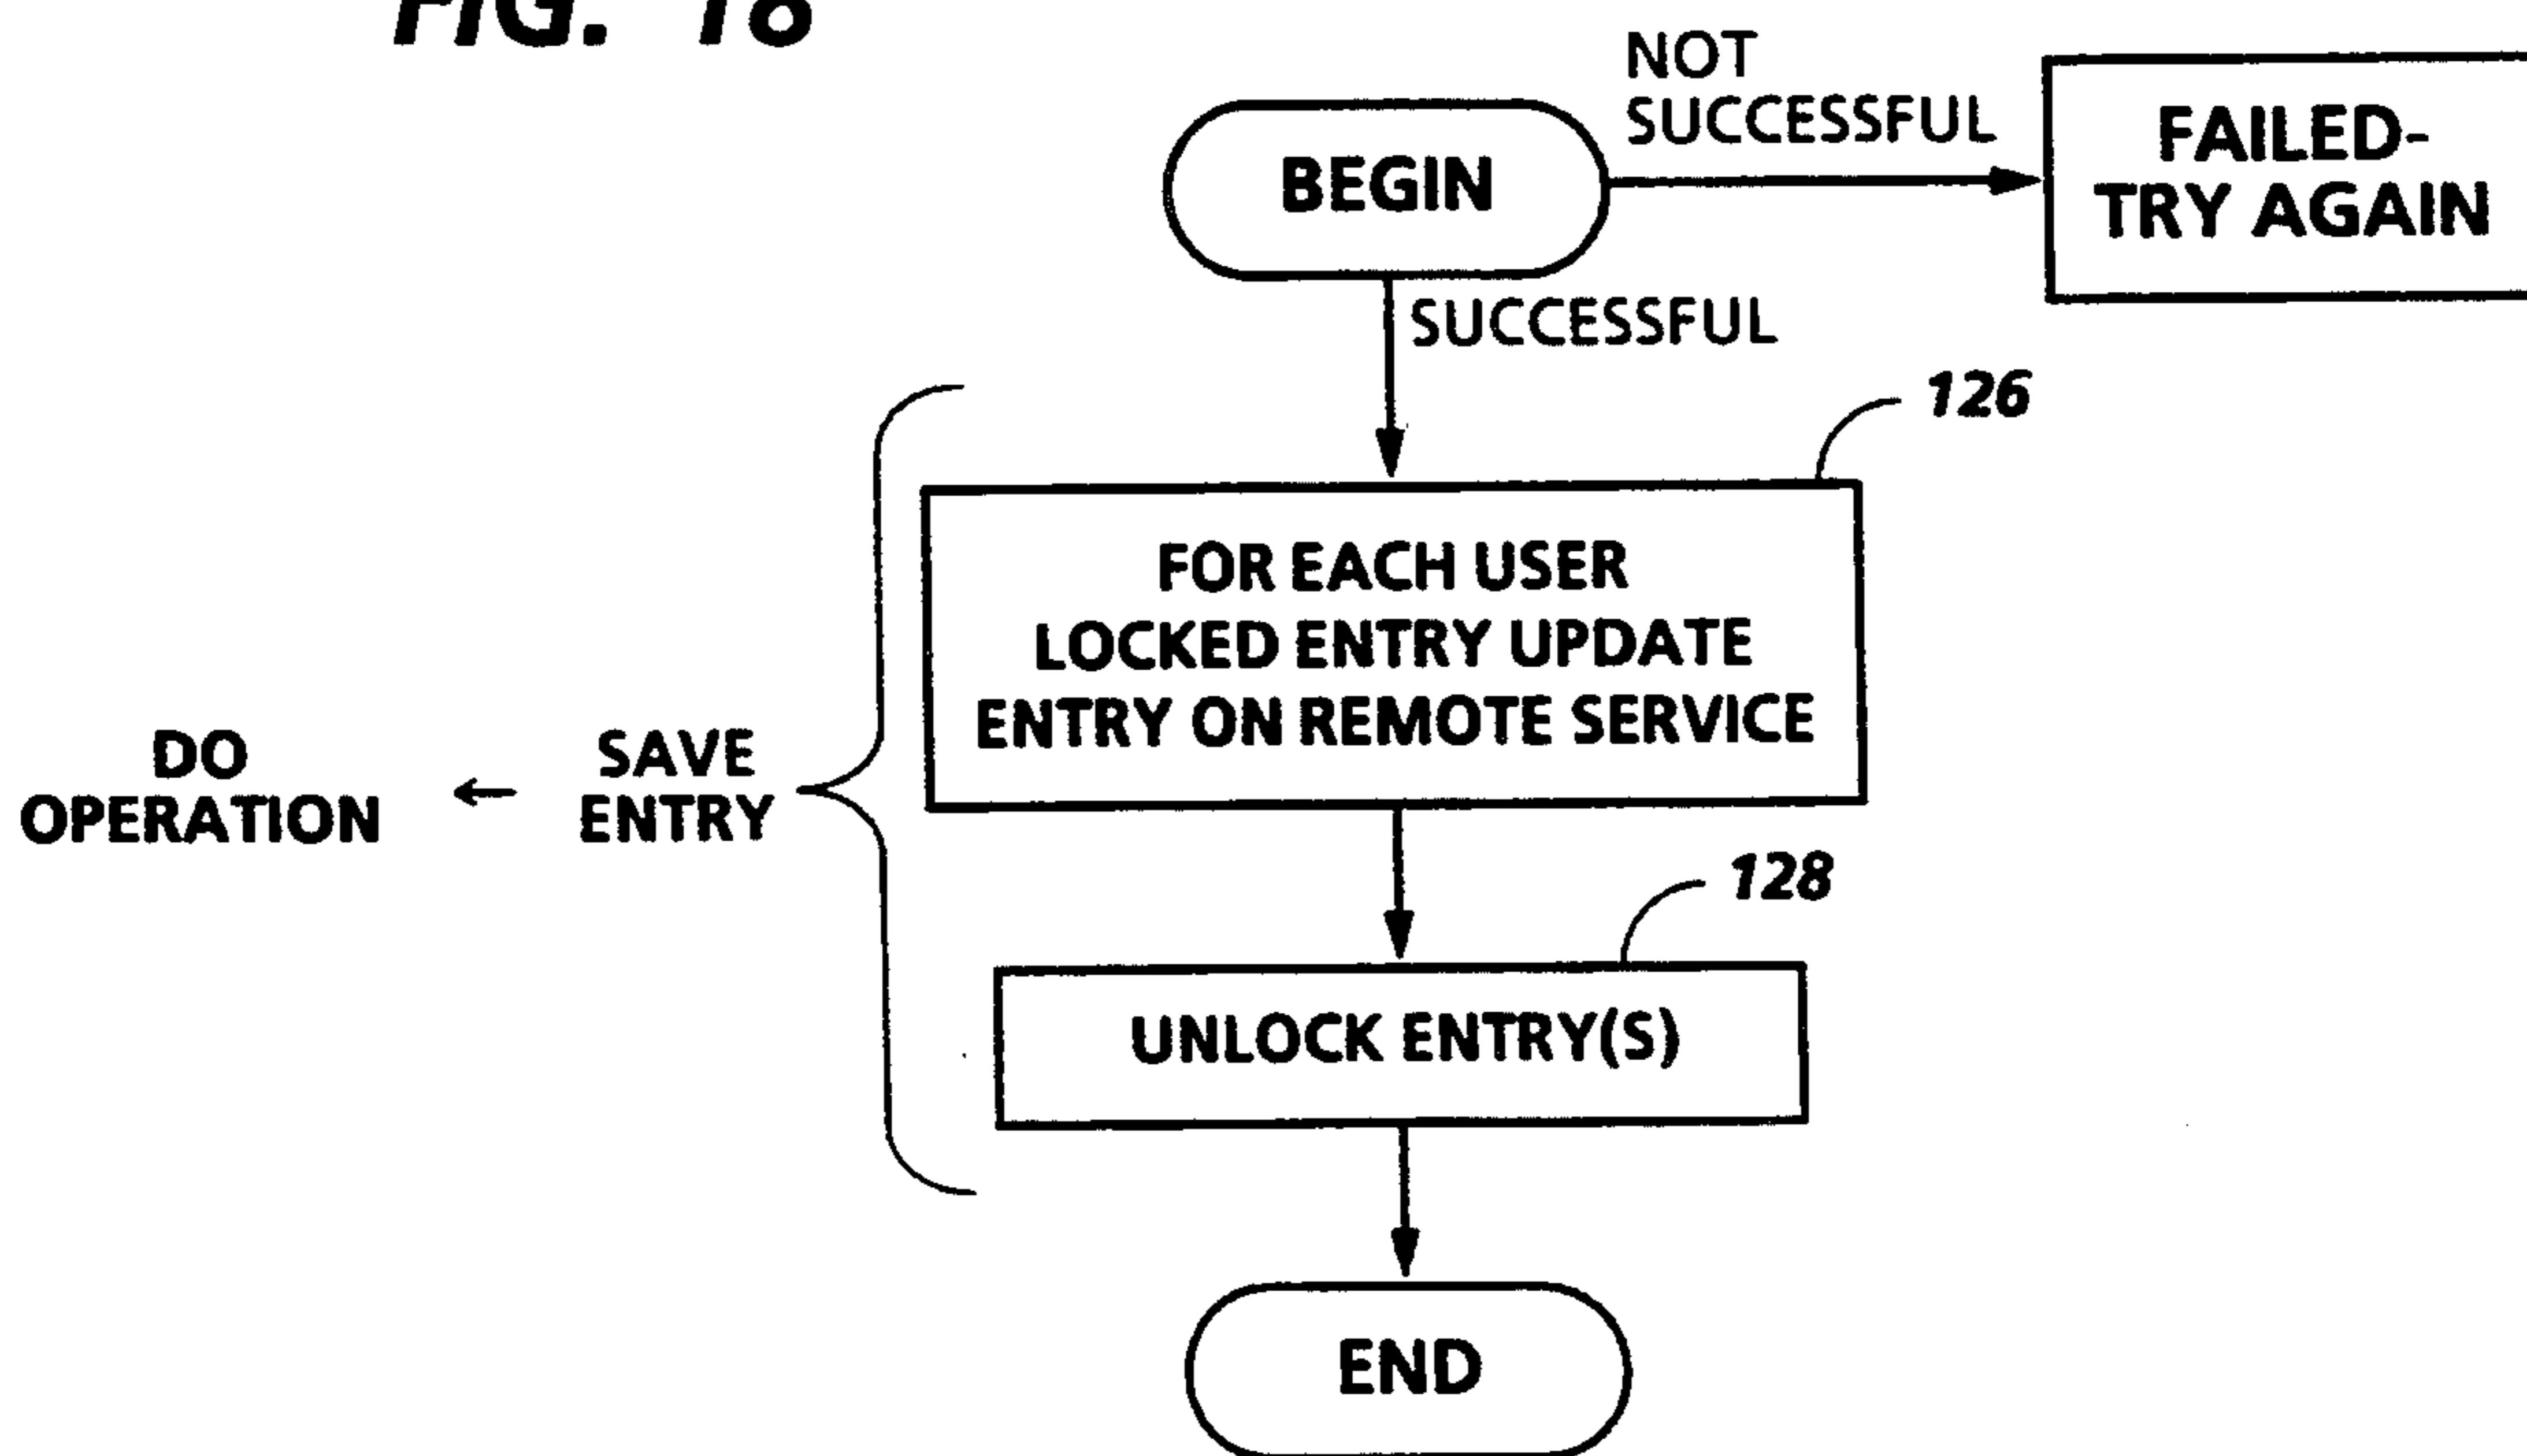 FIG. 18
NOT
SUCCESSFUL
BEGIN
FAILED-
TRY AGAIN
SUCCESSFUL
126
FOR EACH USER
LOCKED ENTRY UPDATE
ENTRY ON REMOTE SERVICE
DO
OPERATION
←
SAVE
ENTRY
128
UNLOCK ENTRY(S)
END